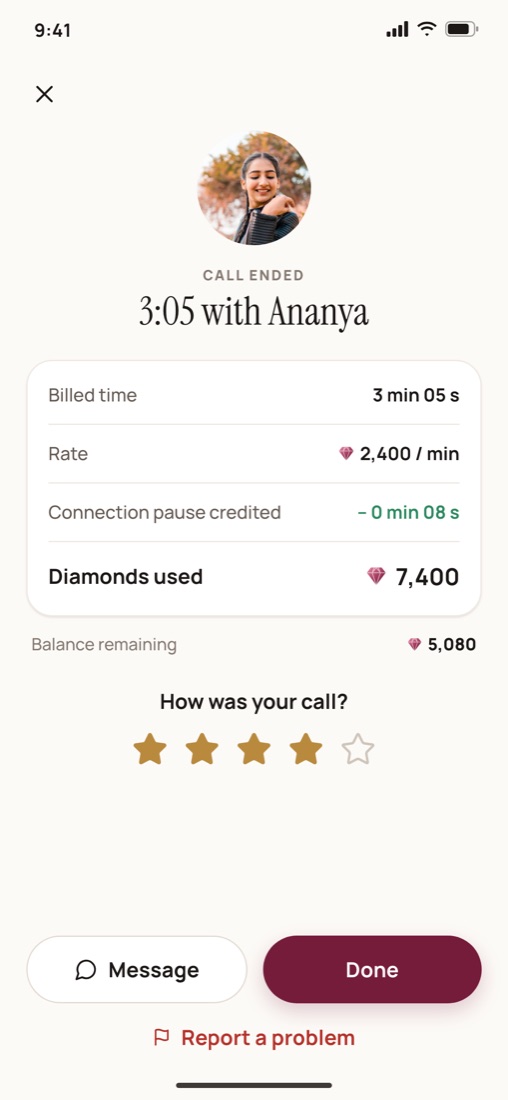 9:41
CALL ENDED
3:05 with Ananya
Billed time 3 min 05 s
Rate 2,400 / min
Connection pause credited – 0 min 08 s
Diamonds used 7,400
Balance remaining 5,080
How was your call?
Message Done
Report a problem